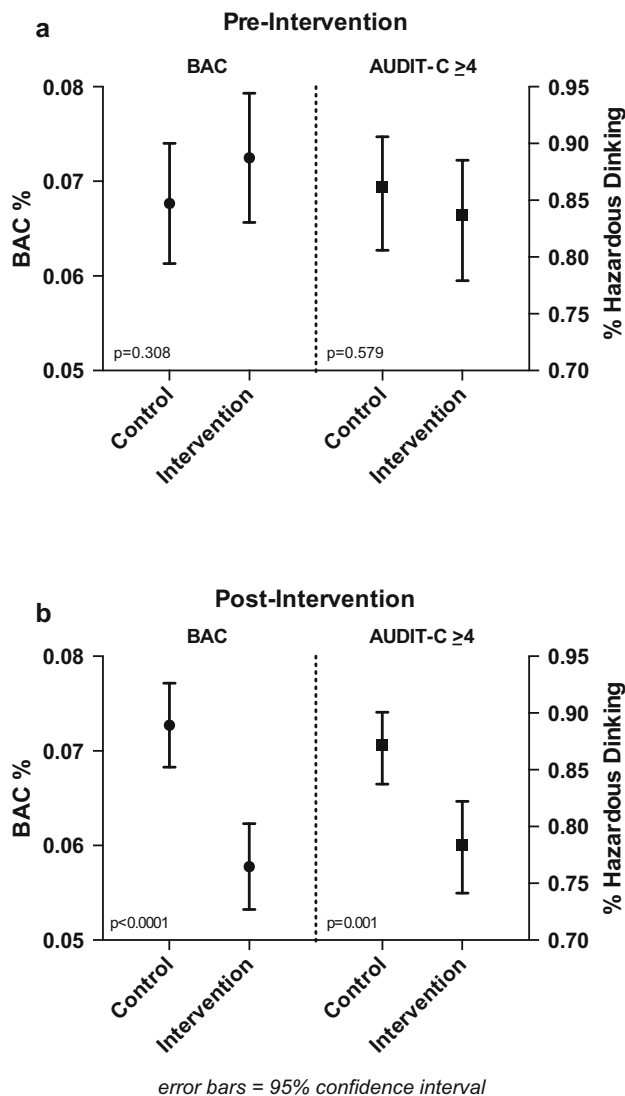 a
Pre-Intervention
BAC
AUDIT-C ≥4
0.08
0.07
0.06
0.05
BAC %
0.95
0.90
0.85
0.80
0.75
0.70
% Hazardous Dinking
p=0.308
p=0.579
Control
Intervention
Control
Intervention
b
Post-Intervention
BAC
AUDIT-C ≥4
0.08
0.07
0.06
0.05
BAC %
0.95
0.90
0.85
0.80
0.75
0.70
% Hazardous Dinking
p<0.0001
p=0.001
Control
Intervention
Control
Intervention
error bars = 95% confidence interval